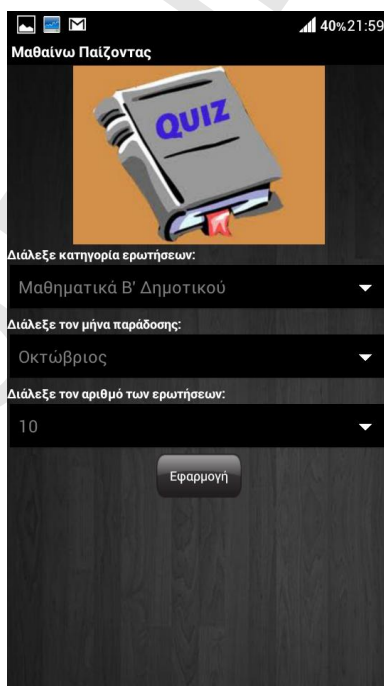 40%21:59
Μαθαίνω Παίζοντας
QUIZ
Διάλεξε κατηγορία ερωτήσεων:
Μαθηματικά Β' Δημοτικού
Διάλεξε τον μήνα παράδοσης:
Οκτώβριος
Διάλεξε τον αριθμό των ερωτήσεων:
10
Εφαρμογή